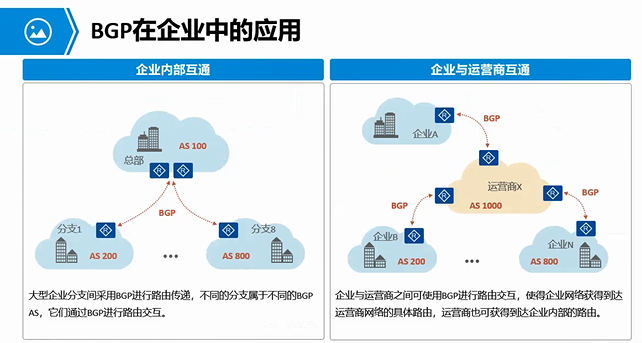 BGP在企业中的应用
企业内部互通
总部
AS 100
BGP
分支1
AS 200
...
分支8
AS 800
大型企业分支间采用BGP进行路由传递，不同的分支属于不同的BGP
AS，它们通过BGP进行路由交互。
企业与运营商互通
企业A
BGP
运营商X
AS 1000
BGP
BGP
企业B
AS 200
...
企业N
AS 800
企业与运营商之间可使用BGP进行路由交互，使得企业网络获得到达
运营商网络的具体路由，运营商也可获得到达企业内部的路由。